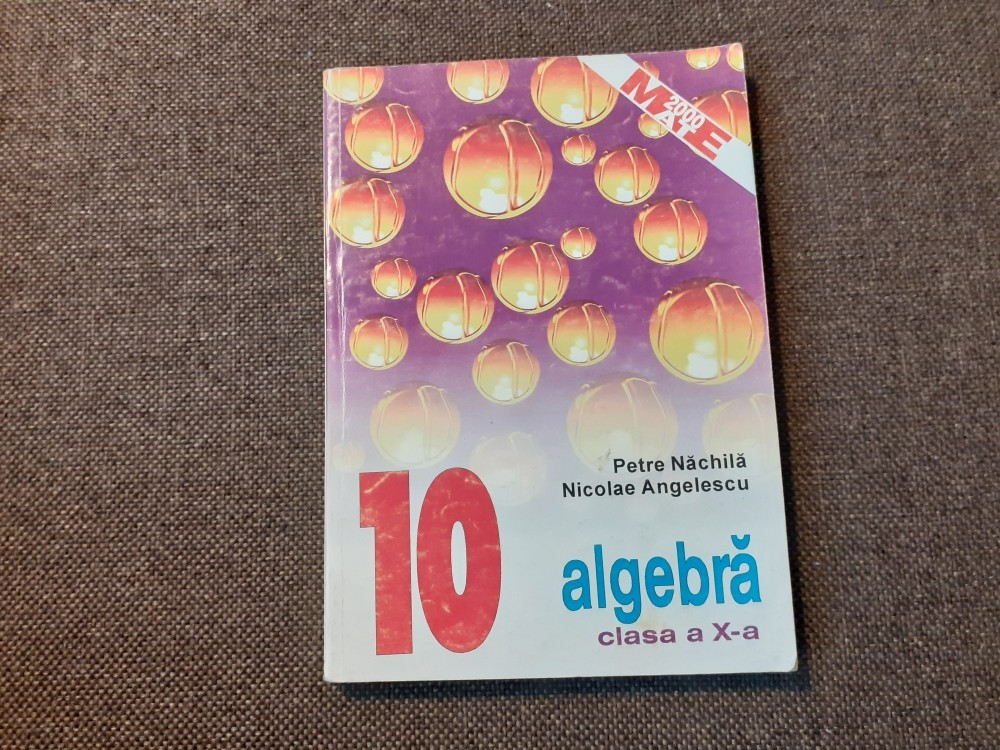 2000
MATE
Petre Năchilă
Nicolae Angelescu
10
algebră
clasa a X-a